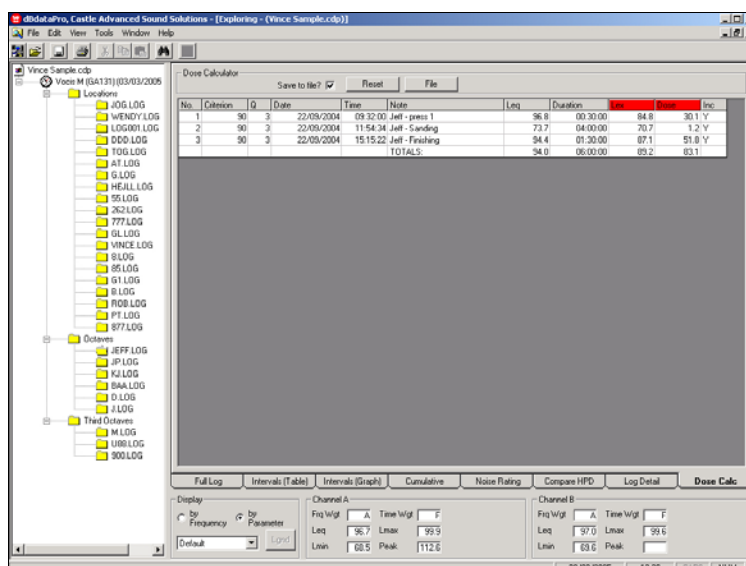 dBdataPro, Castle Advanced Sound Solutions - [Exploring - (Vince Sample.cdp)]
File Edit View Tools Window Help
Vince Sample.cdp
Vocis M (GA131) (03/03/2005
Locations
JOG.LOG
WENDY.LOG
LOG001.LOG
DDD.LOG
TOG.LOG
AT.LOG
G.LOG
HEJLL.LOG
55.LOG
262.LOG
777.LOG
GL.LOG
VINCE.LOG
8.LOG
85.LOG
G1.LOG
B.LOG
ROB.LOG
PT.LOG
877.LOG
Octaves
JEFF.LOG
JP.LOG
KJ.LOG
BAA.LOG
D.LOG
J.LOG
Third Octaves
M.LOG
U88.LOG
900.LOG
Dose Calculator
Save to file? Reset File
No. Criterion Q Date Time Note Leq Duration Lex Dose Inc
1 90 3 22/09/2004 09:32:00 Jeff - press 1 96.8 00:30:00 84.8 30.1 Y
2 90 3 22/09/2004 11:54:34 Jeff - Sanding 73.7 04:00:00 70.7 1.2 Y
3 90 3 22/09/2004 15:15:22 Jeff - Finishing 94.4 01:30:00 87.1 51.8 Y
TOTALS: 94.0 06:00:00 89.2 83.1
Full Log Intervals (Table) Intervals (Graph) Cumulative Noise Rating Compare HPD Log Detail Dose Calc
Display
by Frequency by Parameter
Default Lgnd
Channel A
Frq Wgt A Time Wgt F
Leq 96.7 Lmax 99.9
Lmin 68.5 Peak 112.6
Channel B
Frq Wgt A Time Wgt F
Leq 97.0 Lmax 99.6
Lmin 69.6 Peak